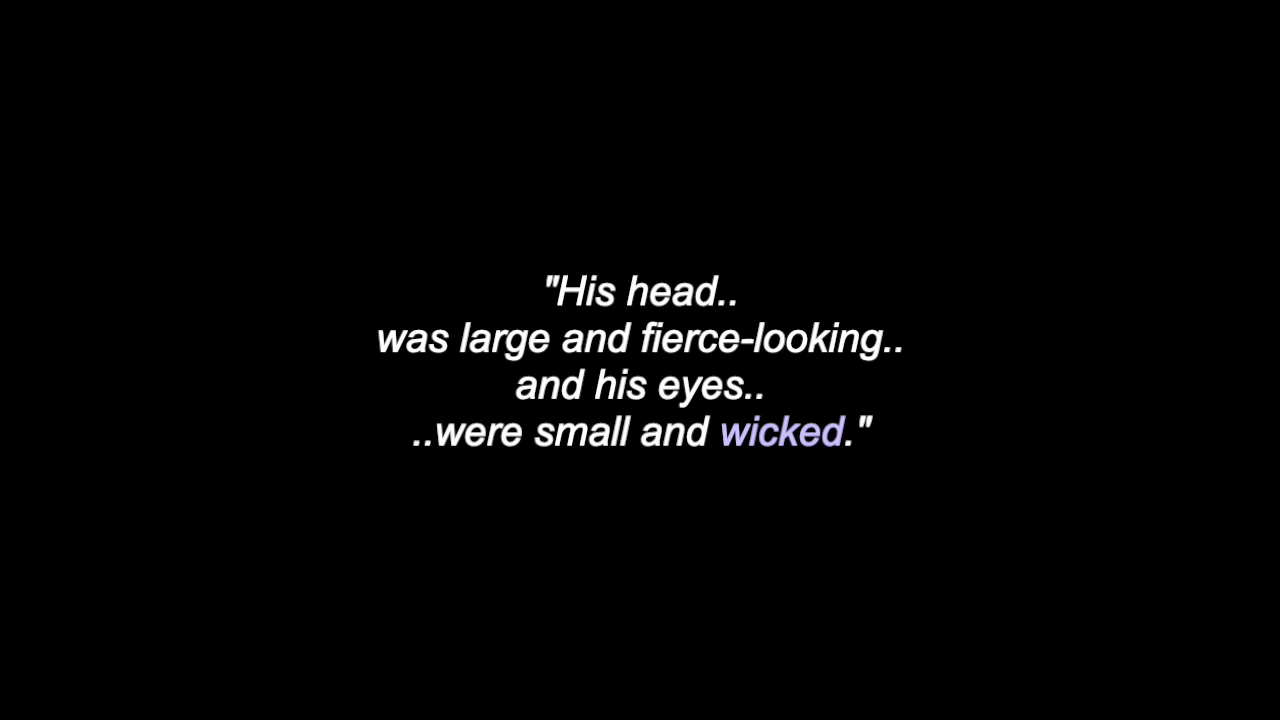 "His head..
was large and fierce-looking..
and his eyes..
..were small and wicked."